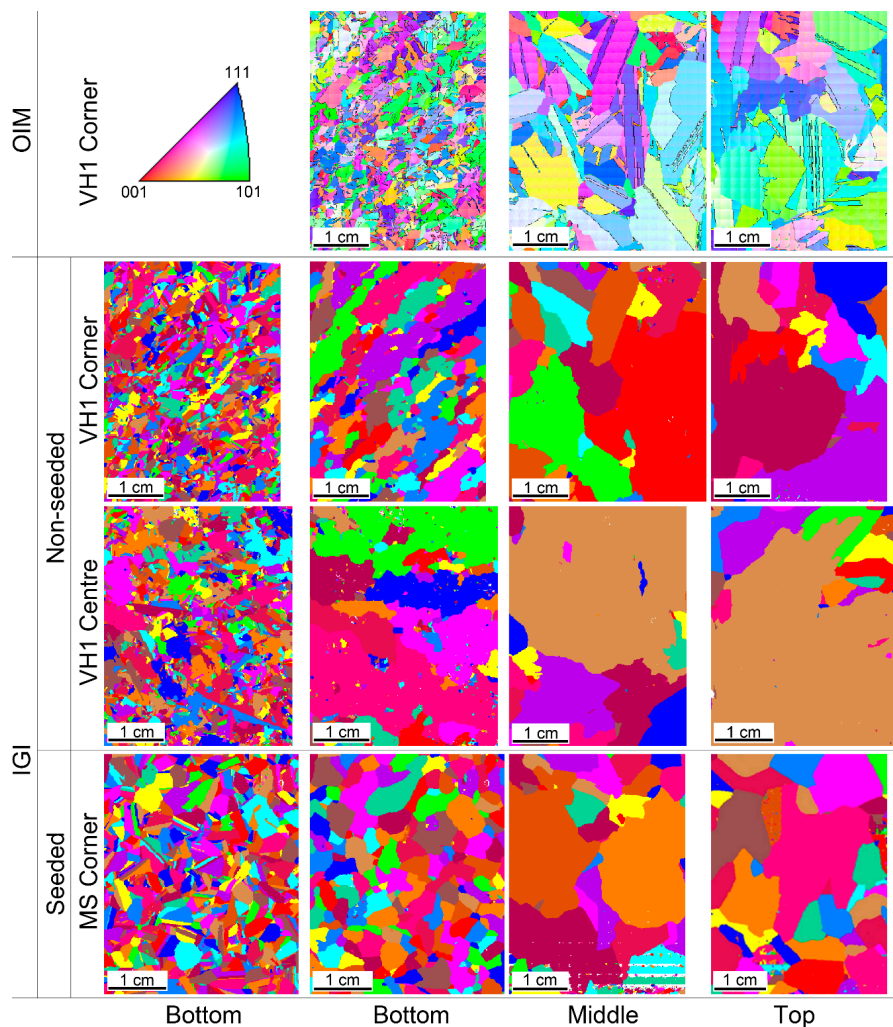 OIM
VH1 Corner
111
001
101
1 cm
1 cm
1 cm
IGI
Non-seeded
VH1 Corner
1 cm
1 cm
1 cm
1 cm
VH1 Centre
1 cm
1 cm
1 cm
1 cm
Seeded
MS Corner
1 cm
1 cm
1 cm
1 cm
Bottom
Bottom
Middle
Top